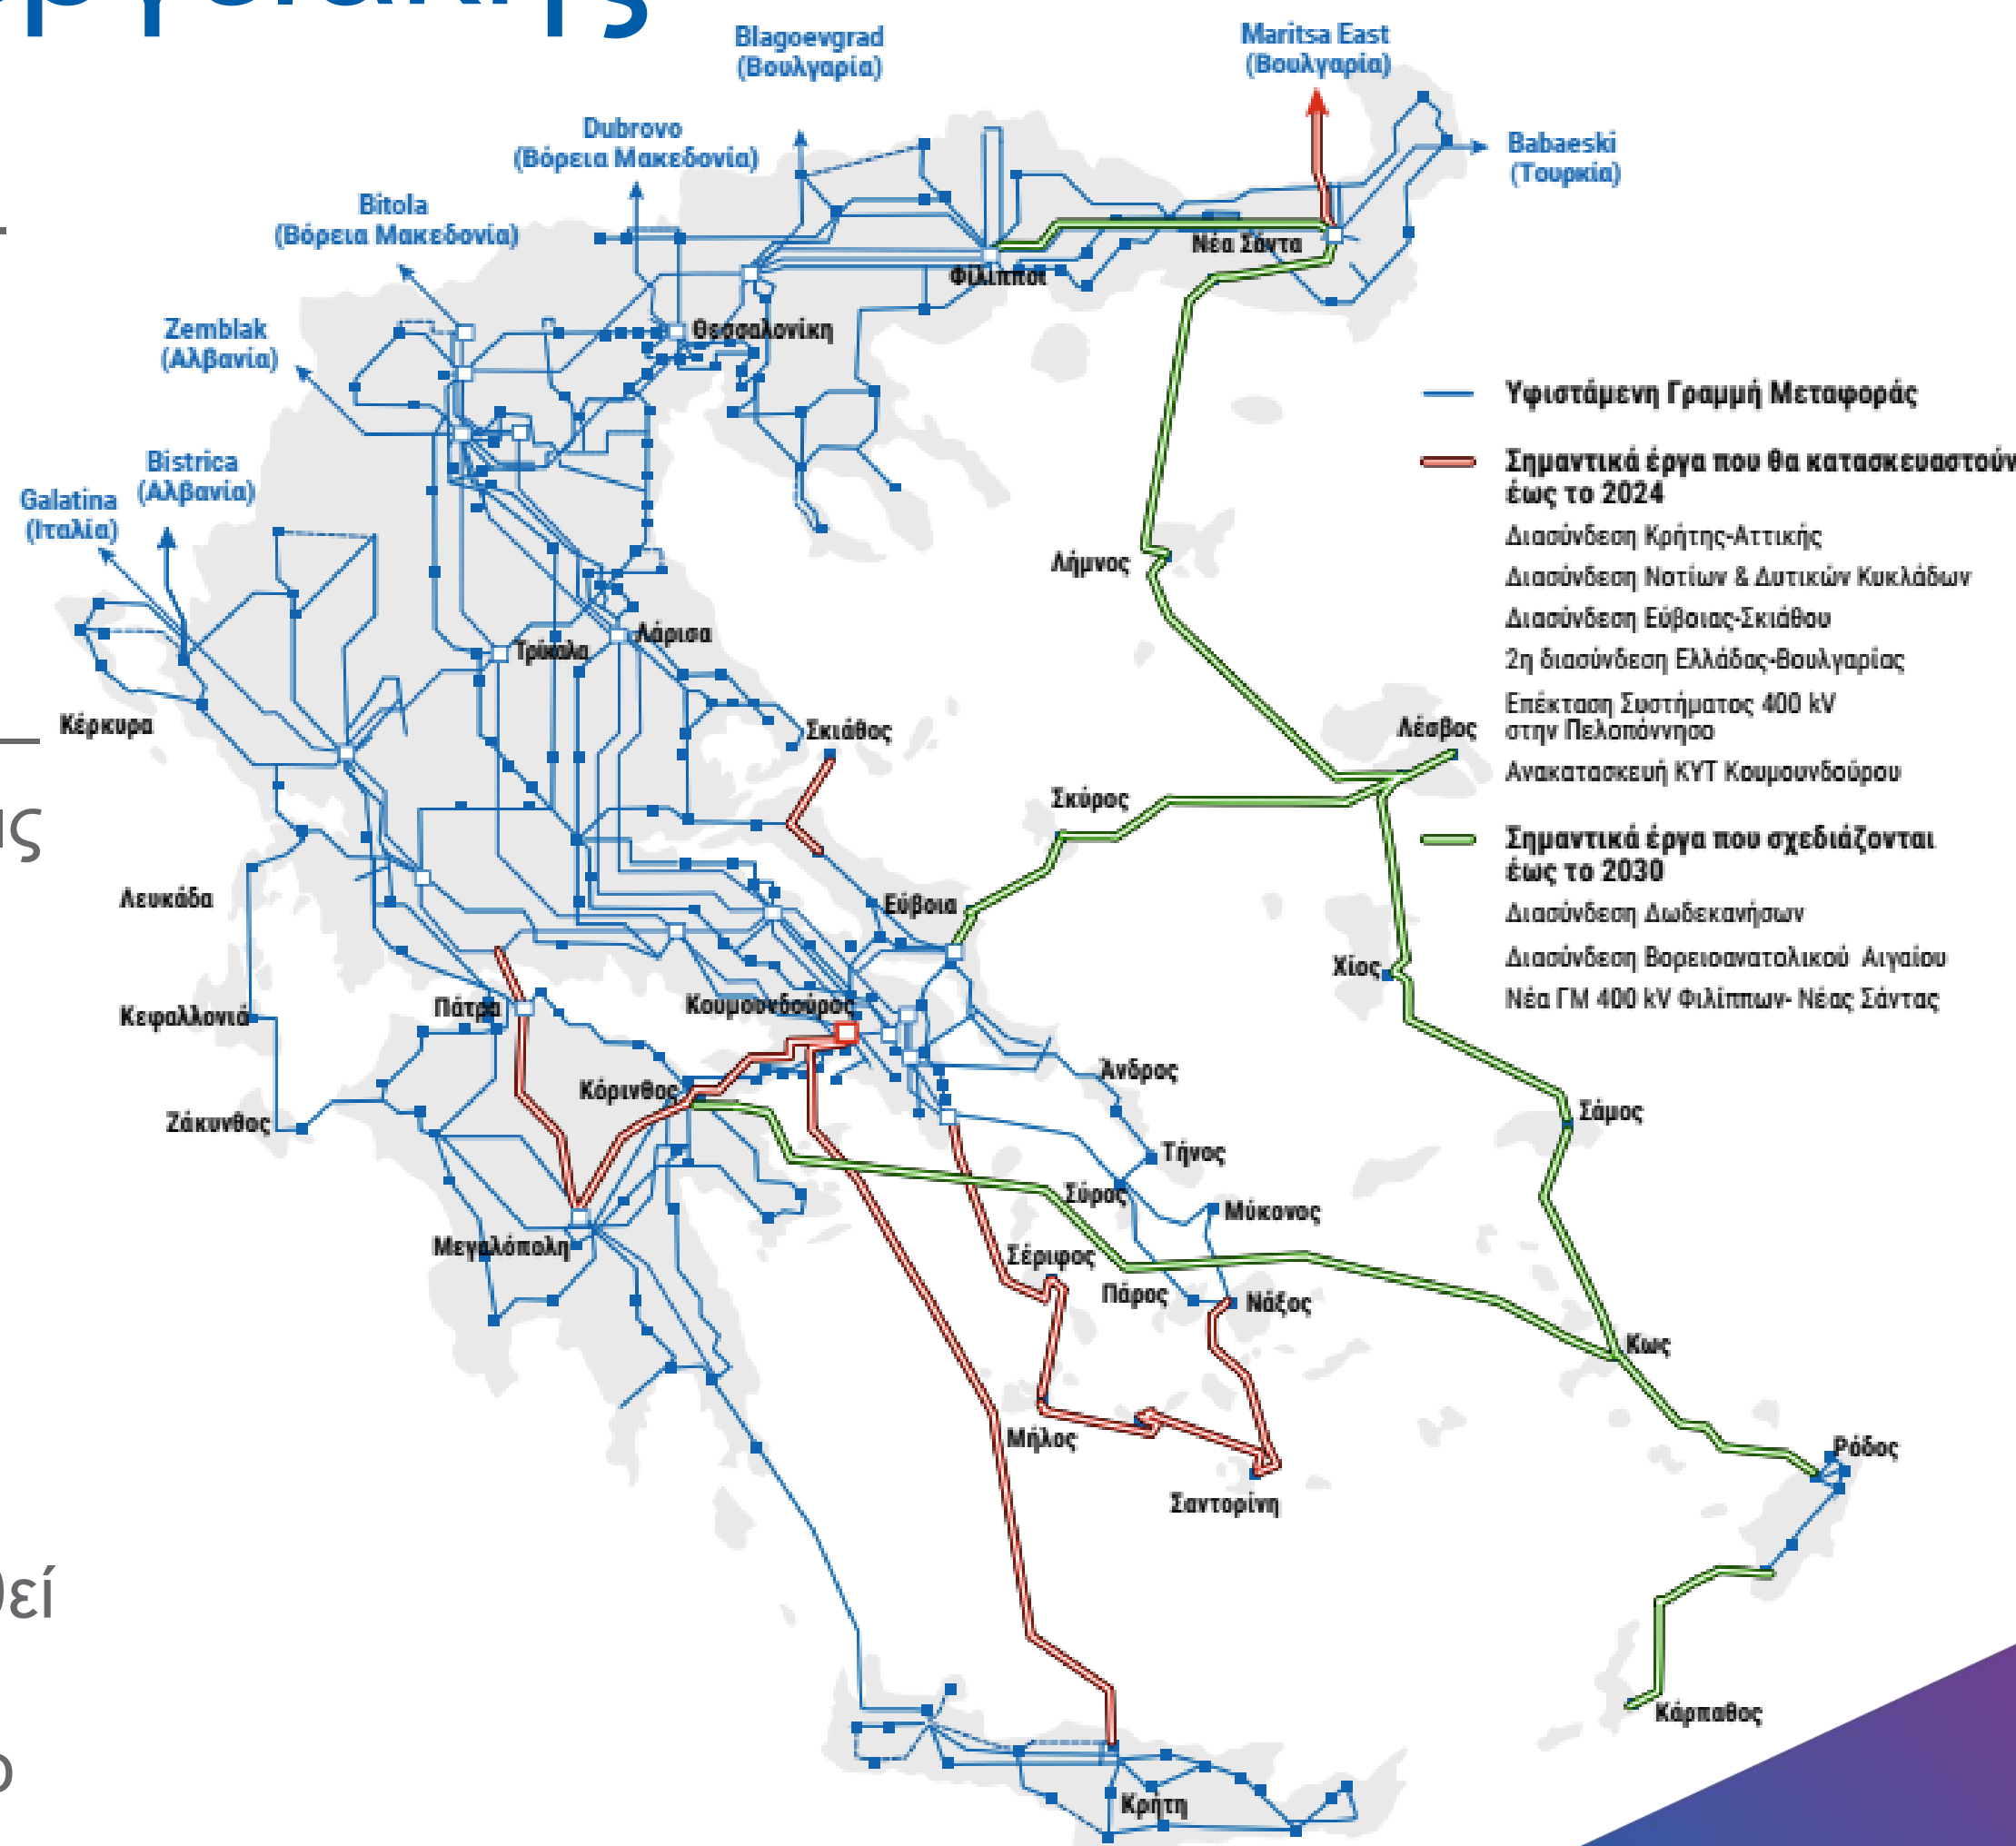 Blagoevgrad
(Βουλγαρία)
Maritsa East
(Βουλγαρία)
Dubrovo
(Βόρεια Μακεδονία)
Babaeski
(Τουρκία)
Bitola
(Βόρεια Μακεδονία)
Νέα Σάντα
Φίλιπποι
Zemblak
(Αλβανία)
Θεσσαλονίκη
Υφιστάμενη Γραμμή Μεταφοράς
Σημαντικά έργα που θα κατασκευαστούν
έως το 2024
Διασύνδεση Κρήτης-Αττικής
Διασύνδεση Νοτίων & Δυτικών Κυκλάδων
Διασύνδεση Εύβοιας-Σκιάθου
2η διασύνδεση Ελλάδας-Βουλγαρίας
Επέκταση Συστήματος 400 kV
στην Πελοπόννησο
Ανακατασκευή ΚΥΤ Κουμουνδούρου
Σημαντικά έργα που σχεδιάζονται
έως το 2030
Διασύνδεση Δωδεκανήσων
Διασύνδεση Βορειοανατολικού Αιγαίου
Νέα ΓΜ 400 kV Φιλίππων- Νέας Σάντας
Bistrica
(Αλβανία)
Galatina
(Ιταλία)
Λήμνος
Λάρισα
Τρίκαλα
Κέρκυρα
Σκιάθος
Λέσβος
Σκύρος
Λευκάδα
Εύβοια
Χίος
Κεφαλλονιά
Πάτρα
Κουμουνδούρος
Άνδρος
Κόρινθος
Ζάκυνθος
Σάμος
Τήνος
Σύρος
Μύκονος
Μεγαλόπολη
Σέριφος
Πάρος
Νάξος
Κως
Μήλος
Ρόδος
Σαντορίνη
Κάρπαθος
Κρήτη